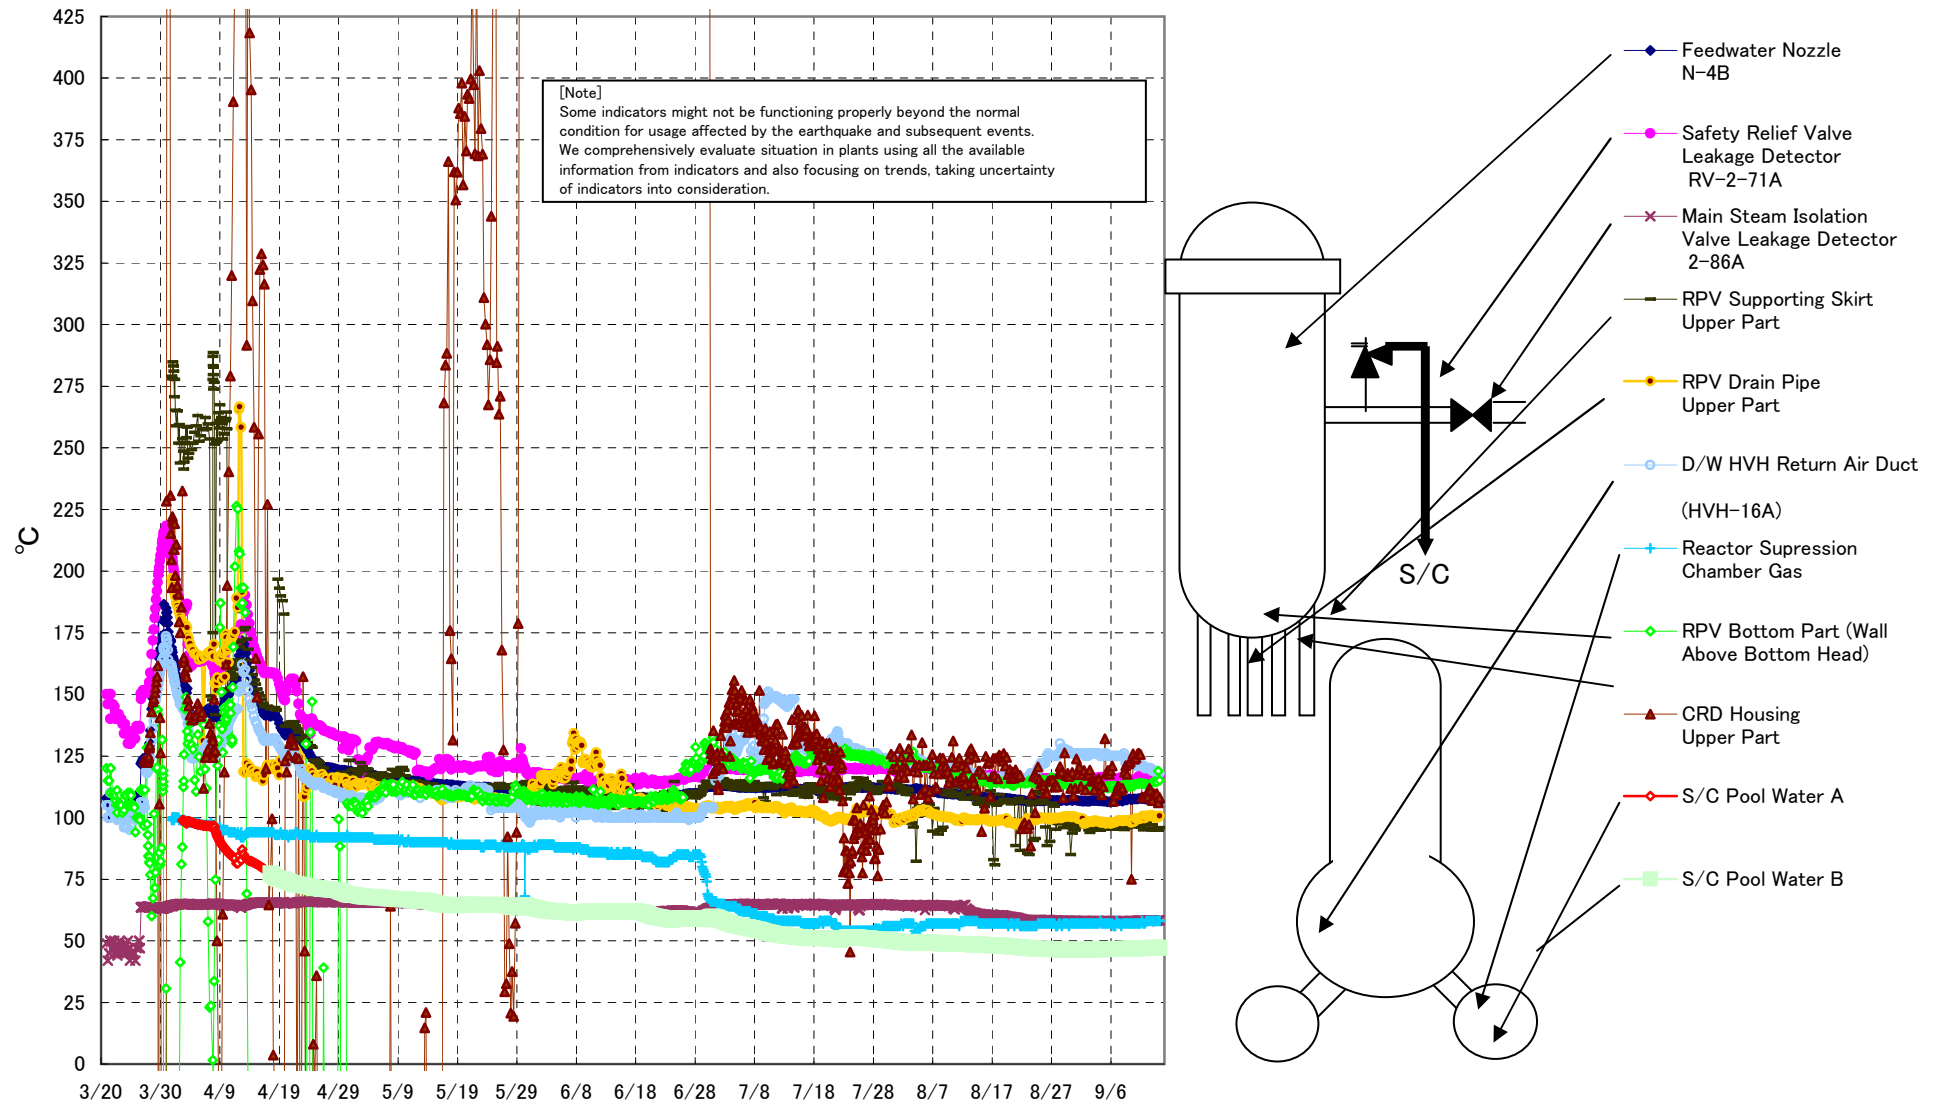 425
400
375
350
325
300
275
250
225
200
175
150
125
100
75
50
25
0
℃
3/20 3/30 4/9 4/19 4/29 5/9 5/19 5/29 6/8 6/18 6/28 7/8 7/18 7/28 8/7 8/17 8/27 9/6
[Note]
Some indicators might not be functioning properly beyond the normal
condition for usage affected by the earthquake and subsequent events.
We comprehensively evaluate situation in plants using all the available
information from indicators and also focusing on trends, taking uncertainty
of indicators into consideration.
S/C
Feedwater Nozzle
N-4B
Safety Relief Valve
Leakage Detector
RV-2-71A
Main Steam Isolation
Valve Leakage Detector
2-86A
RPV Supporting Skirt
Upper Part
RPV Drain Pipe
Upper Part
D/W HVH Return Air Duct
(HVH-16A)
Reactor Supression
Chamber Gas
RPV Bottom Part (Wall
Above Bottom Head)
CRD Housing
Upper Part
S/C Pool Water A
S/C Pool Water B